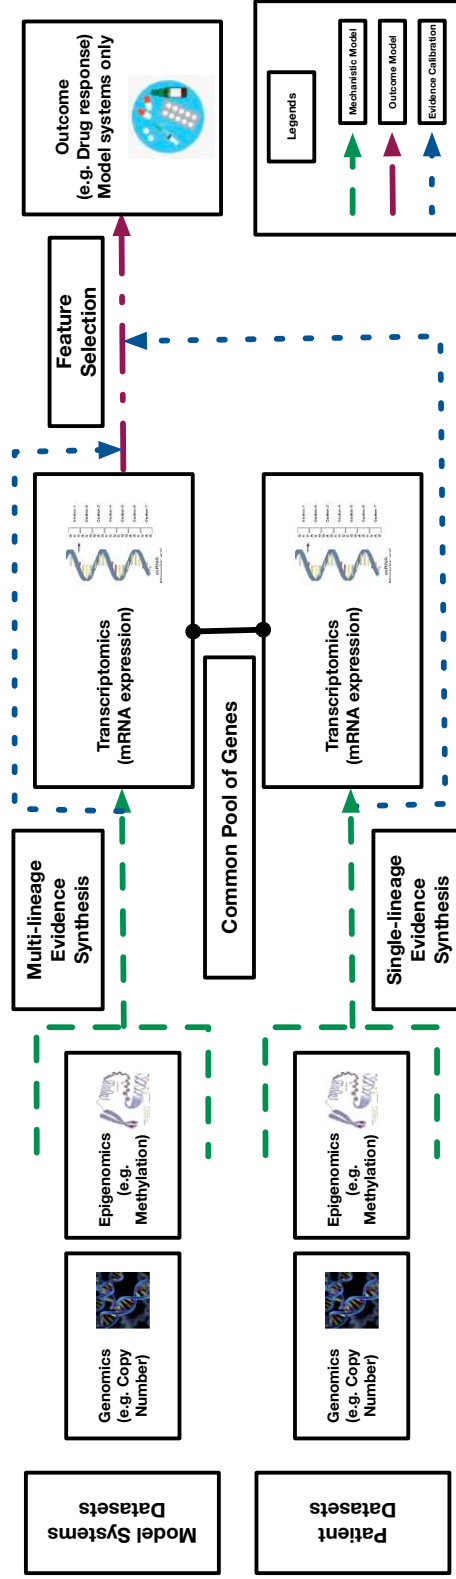 Model Systems
Datasets
Genomics
(e.g. Copy
Number)
Epigenomics
(e.g.
Methylation)
Multi-lineage
Evidence
Synthesis
Transcriptomics
(mRNA expression)
Feature
Selection
Outcome
(e.g. Drug response)
Model systems only
Common Pool of Genes
Patient
Datasets
Genomics
(e.g. Copy
Number)
Epigenomics
(e.g.
Methylation)
Single-lineage
Evidence
Synthesis
Transcriptomics
(mRNA expression)
Legends
Mechanistic Model
Outcome Model
Evidence Calibration